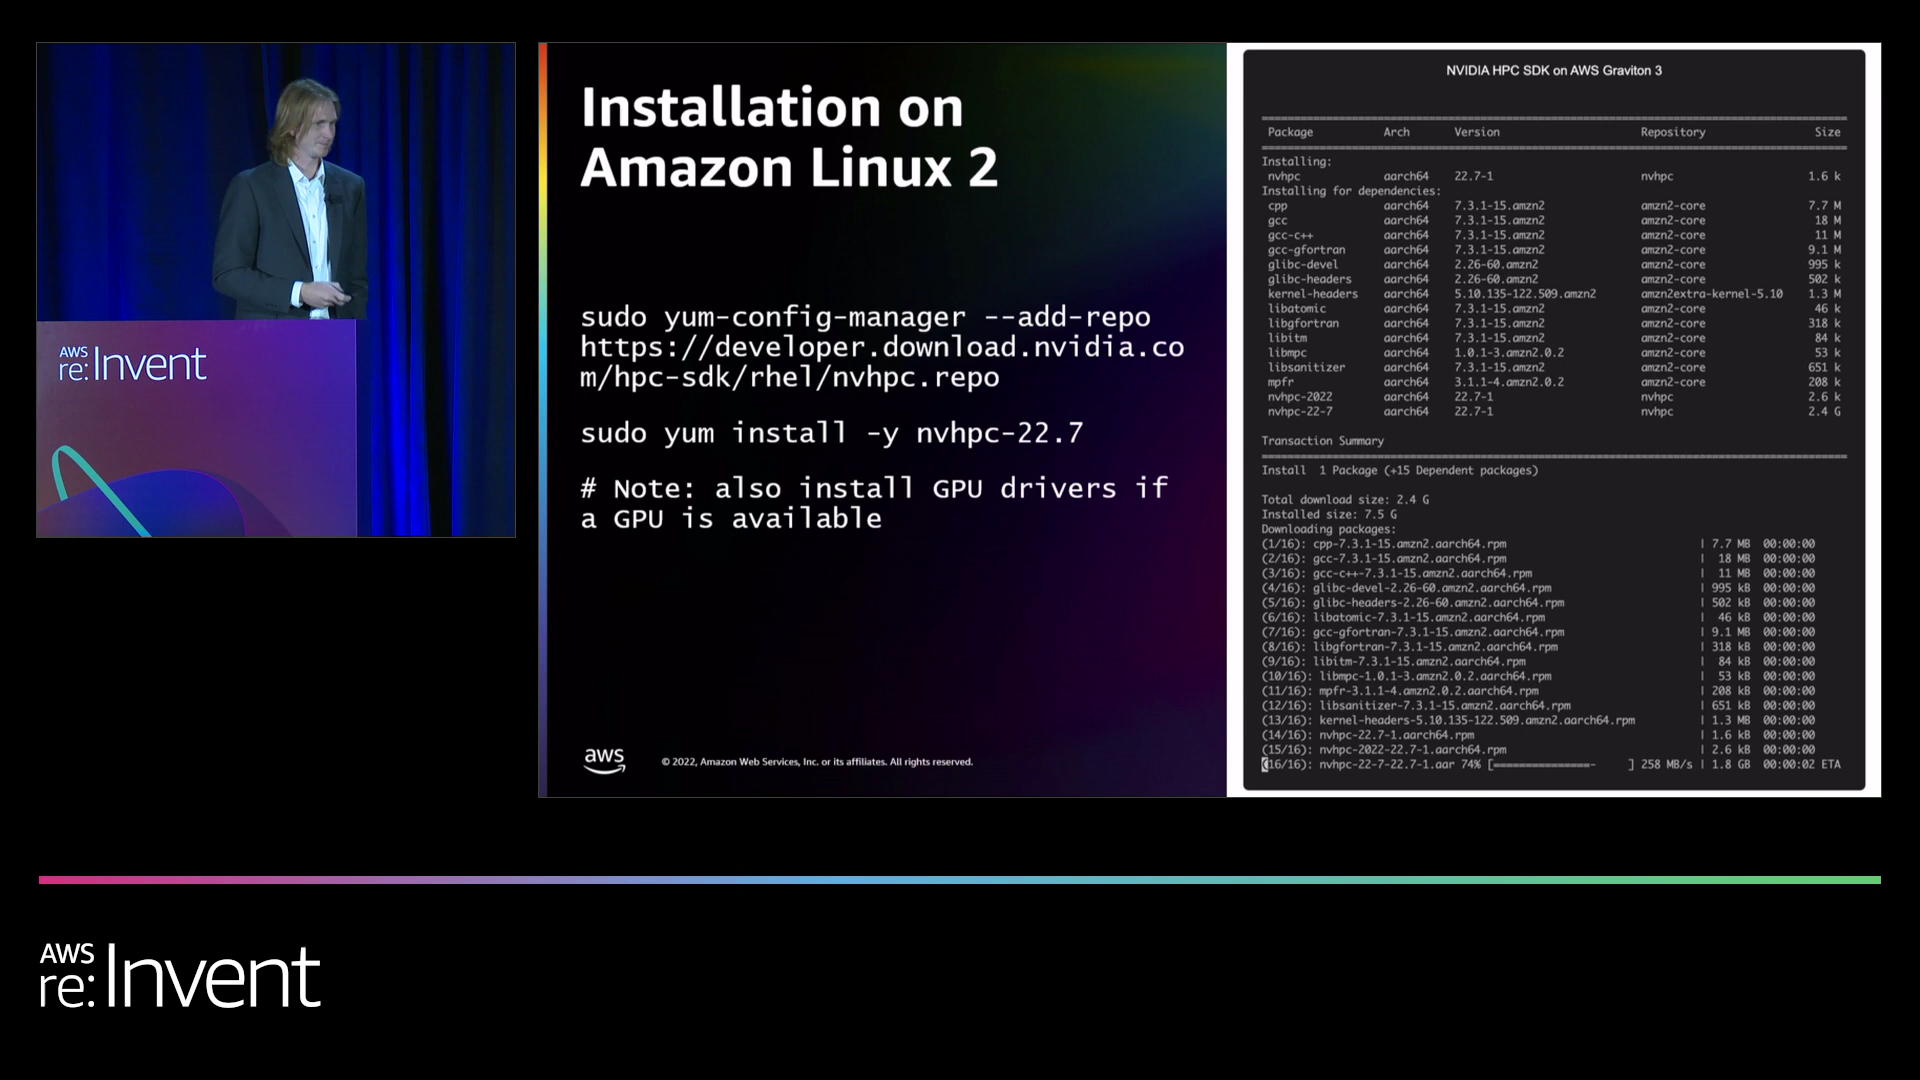 AWS
re:Invent
Installation on
Amazon Linux 2
sudo yum-config-manager --add-repo
https://developer.download.nvidia.co
m/hpc-sdk/rhel/nvhpc.repo
sudo yum install -y nvhpc-22.7
# Note: also install GPU drivers if
a GPU is available
aws
© 2022, Amazon Web Services, Inc. or its affiliates. All rights reserved.
NVIDIA HPC SDK on AWS Graviton 3
Package Arch Version Repository Size
Installing:
nvhpc aarch64 22.7-1 nvhpc 1.6 k
Installing for dependencies:
cpp aarch64 7.3.1-15.amzn2 amzn2-core 7.7 M
gcc aarch64 7.3.1-15.amzn2 amzn2-core 18 M
gcc-c++ aarch64 7.3.1-15.amzn2 amzn2-core 11 M
gcc-gfortran aarch64 7.3.1-15.amzn2 amzn2-core 9.1 M
glibc-devel aarch64 2.26-60.amzn2 amzn2-core 995 k
glibc-headers aarch64 2.26-60.amzn2 amzn2-core 502 k
kernel-headers aarch64 5.10.135-122.509.amzn2 amzn2extra-kernel-5.10 1.3 M
libatomic aarch64 7.3.1-15.amzn2 amzn2-core 46 k
libgfortran aarch64 7.3.1-15.amzn2 amzn2-core 318 k
libitm aarch64 7.3.1-15.amzn2 amzn2-core 84 k
libmpc aarch64 1.0.1-3.amzn2.0.2 amzn2-core 53 k
libsanitizer aarch64 7.3.1-15.amzn2 amzn2-core 651 k
mpfr aarch64 3.1.1-4.amzn2.0.2 amzn2-core 208 k
nvhpc-2022 aarch64 22.7-1 nvhpc 2.6 k
nvhpc-22-7 aarch64 22.7-1 nvhpc 2.4 G
Transaction Summary
Install 1 Package (+15 Dependent packages)
Total download size: 2.4 G
Installed size: 7.5 G
Downloading packages:
(1/16): cpp-7.3.1-15.amzn2.aarch64.rpm | 7.7 MB 00:00:00
(2/16): gcc-7.3.1-15.amzn2.aarch64.rpm | 18 MB 00:00:00
(3/16): gcc-c++-7.3.1-15.amzn2.aarch64.rpm | 11 MB 00:00:00
(4/16): glibc-devel-2.26-60.amzn2.aarch64.rpm | 995 kB 00:00:00
(5/16): glibc-headers-2.26-60.amzn2.aarch64.rpm | 502 kB 00:00:00
(6/16): libatomic-7.3.1-15.amzn2.aarch64.rpm | 46 kB 00:00:00
(7/16): gcc-gfortran-7.3.1-15.amzn2.aarch64.rpm | 9.1 MB 00:00:00
(8/16): libgfortran-7.3.1-15.amzn2.aarch64.rpm | 318 kB 00:00:00
(9/16): libitm-7.3.1-15.amzn2.aarch64.rpm | 84 kB 00:00:00
(10/16): libmpc-1.0.1-3.amzn2.0.2.aarch64.rpm | 53 kB 00:00:00
(11/16): mpfr-3.1.1-4.amzn2.0.2.aarch64.rpm | 208 kB 00:00:00
(12/16): libsanitizer-7.3.1-15.amzn2.aarch64.rpm | 651 kB 00:00:00
(13/16): kernel-headers-5.10.135-122.509.amzn2.aarch64.rpm | 1.3 MB 00:00:00
(14/16): nvhpc-22.7-1.aarch64.rpm | 1.6 kB 00:00:00
(15/16): nvhpc-2022-22.7-1.aarch64.rpm | 2.6 kB 00:00:00
(16/16): nvhpc-22-7-22.7-1.aar 74% [================- ] 258 MB/s | 1.8 GB 00:00:02 ETA
AWS
re:Invent